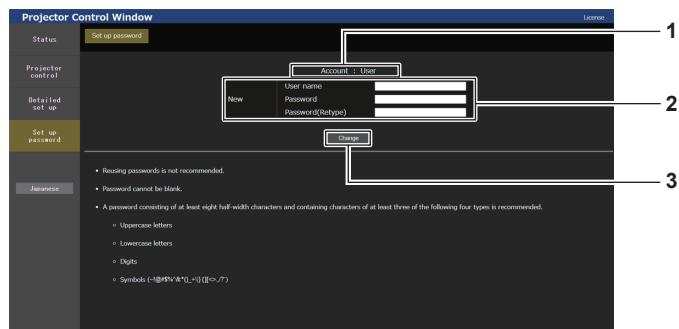 Projector Control Window
License
Status
Set up password
1
Projector
control
Account : User
User name
New
Password
Password(Retype)
2
Detailed
set up
Set up
password
Change
3
• Reusing passwords is not recommended.
Japanese
• Password cannot be blank.
• A password consisting of at least eight half-width characters and containing characters of at least three of the following four types is recommended.
Uppercase letters
Lowercase letters
Digits
Symbols